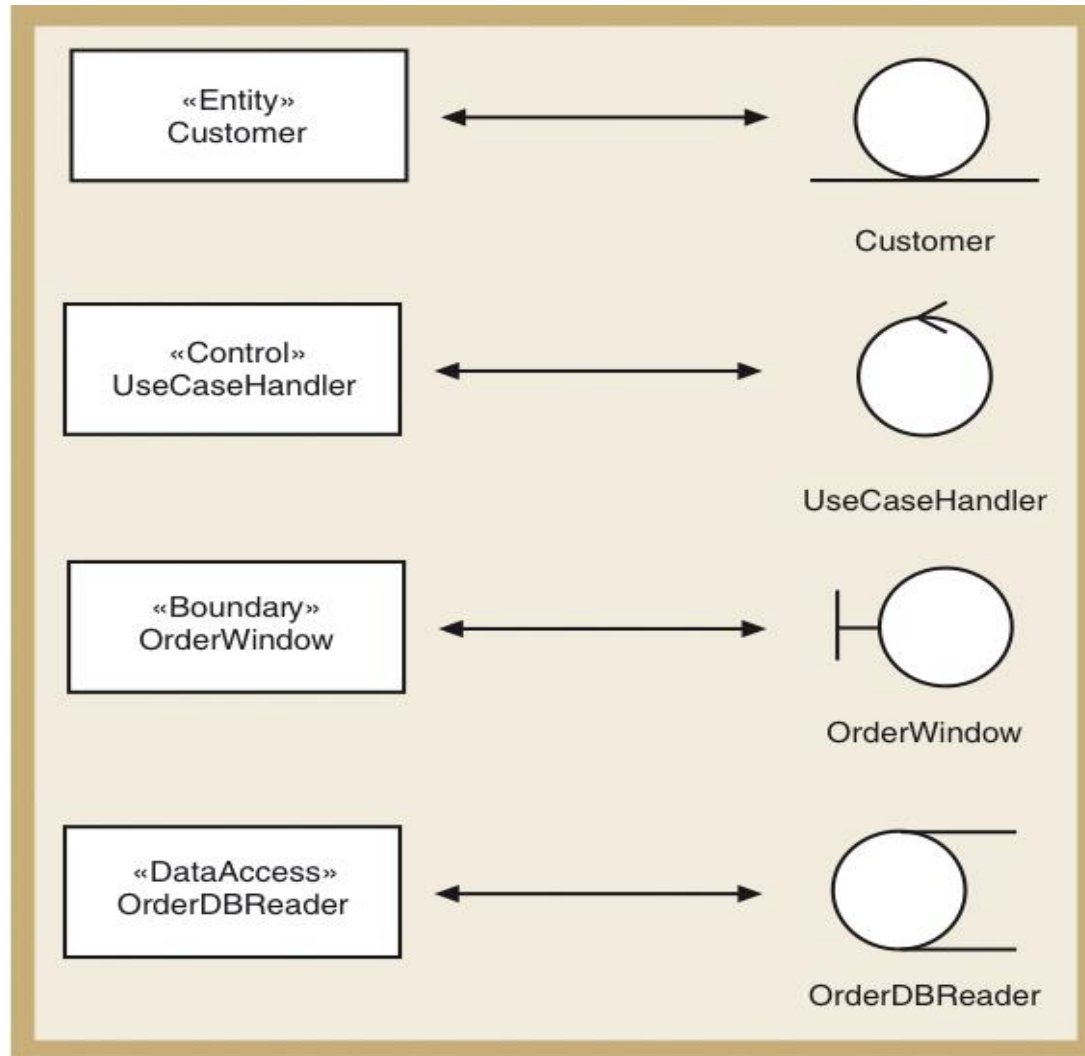 «Entity»
Customer
Customer
«Control»
UseCaseHandler
UseCaseHandler
«Boundary»
OrderWindow
OrderWindow
«DataAccess»
OrderDBReader
OrderDBReader